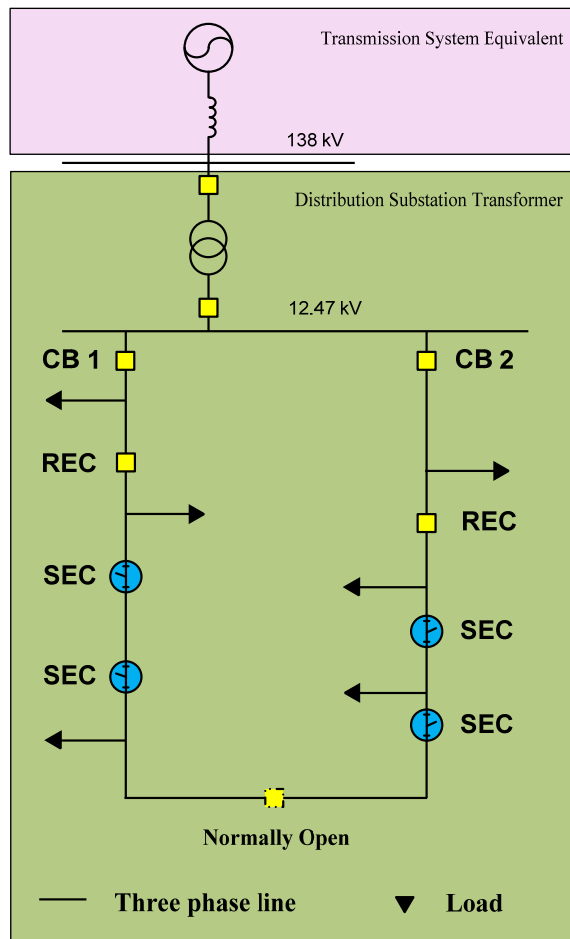 Transmission System Equivalent
138 kV
Distribution Substation Transformer
12.47 kV
CB 1
CB 2
REC
REC
SEC
SEC
SEC
SEC
Normally Open
Three phase line
Load